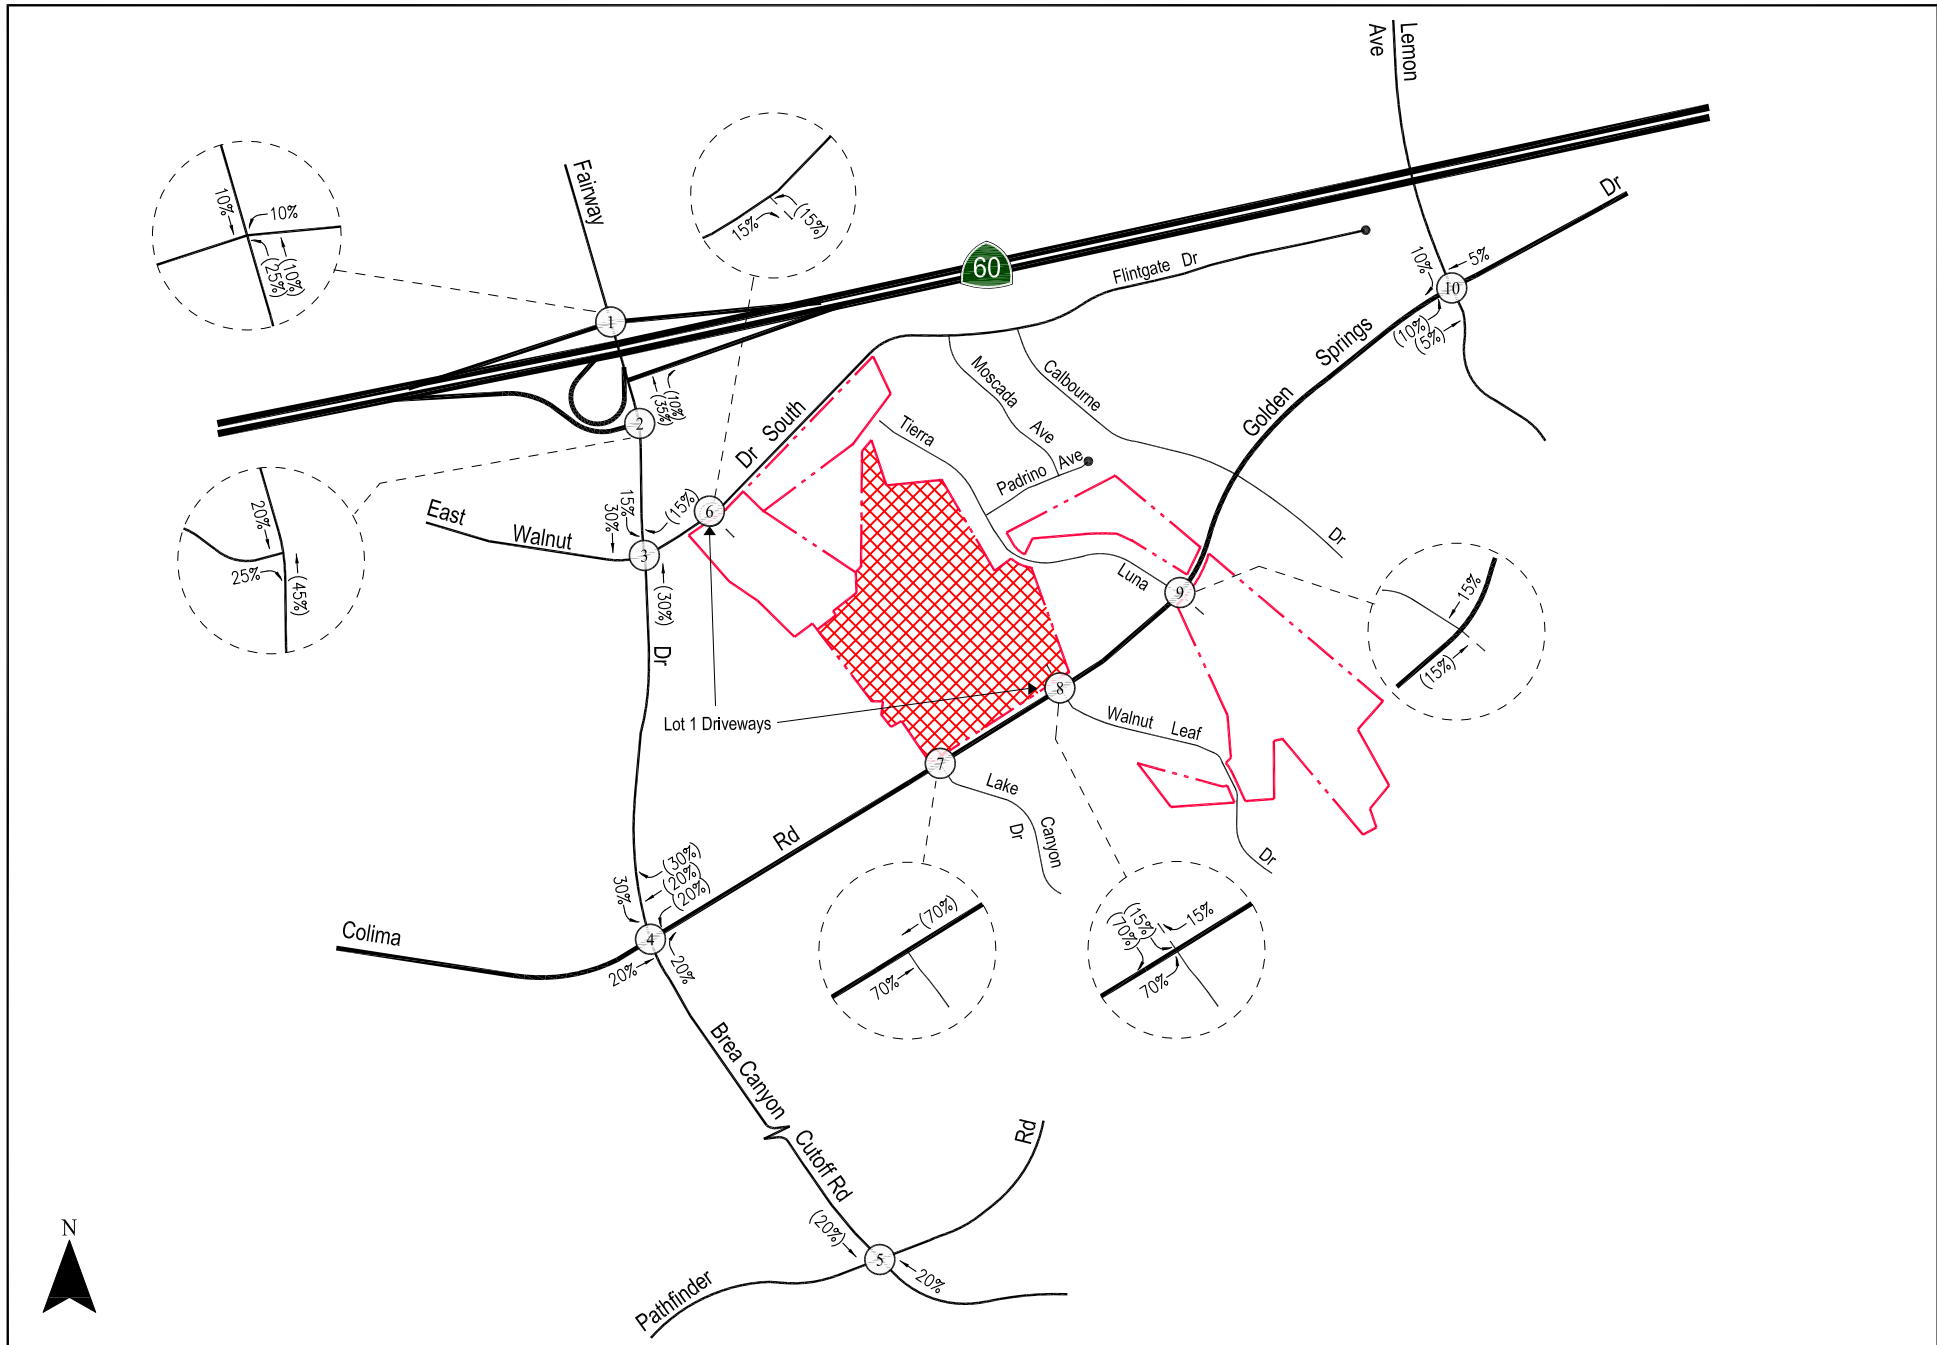 Lemon
Ave
Dr
Fairway
10%
10%
(10%)
(25%)
15%
(15%)
60
Flintgate Dr
10%
5%
10
(10%)
(5%)
1
2
(10%)
(35%)
Dr South
Moscada
Ave
Calbourne
Dr
Golden
Springs
Tierra
Luna
Padrino Ave
20%
25%
(45%)
East
Walnut
15%
30%
(15%)
6
3
(30%)
Dr
9
15%
(15%)
8
Lot 1 Driveways
Walnut Leaf
Dr
7
Lake
Canyon
Dr
Rd
(30%)
(20%)
(20%)
30%
Colima
4
20%
20%
(70%)
70%
(15%)
(70%)
15%
70%
Brea Canyon
Cutoff Rd
Rd
(20%)
5
20%
Pathfinder
N